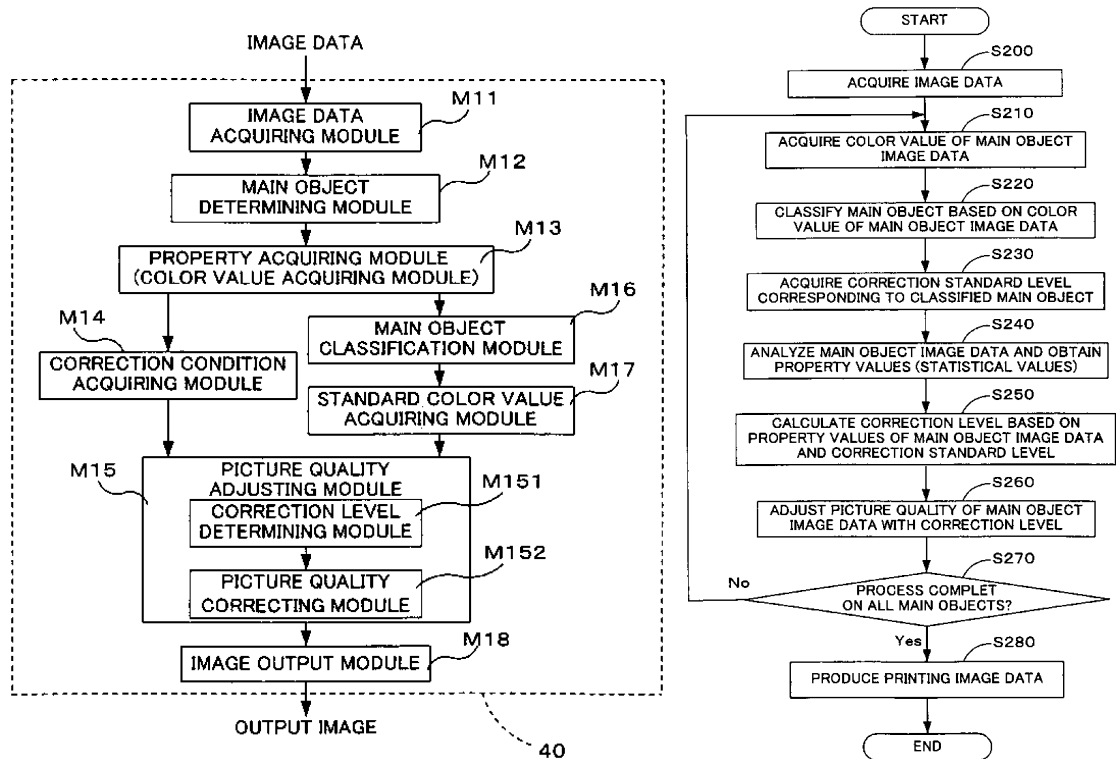 IMAGE DATA
M11
IMAGE DATA
ACQUIRING MODULE
M12
MAIN OBJECT
DETERMINING MODULE
M13
PROPERTY ACQUIRING MODULE
(COLOR VALUE ACQUIRING MODULE)
M14
CORRECTION CONDITION
ACQUIRING MODULE
M16
MAIN OBJECT
CLASSIFICATION MODULE
M17
STANDARD COLOR VALUE
ACQUIRING MODULE
M15
PICTURE QUALITY
ADJUSTING MODULE
M151
CORRECTION LEVEL
DETERMINING MODULE
M152
PICTURE QUALITY
CORRECTING MODULE
M18
IMAGE OUTPUT MODULE
OUTPUT IMAGE
40
START
S200
ACQUIRE IMAGE DATA
S210
ACQUIRE COLOR VALUE OF MAIN OBJECT
IMAGE DATA
S220
CLASSIFY MAIN OBJECT BASED ON COLOR
VALUE OF MAIN OBJECT IMAGE DATA
S230
ACQUIRE CORRECTION STANDARD LEVEL
CORRESPONDING TO CLASSIFIED MAIN OBJECT
S240
ANALYZE MAIN OBJECT IMAGE DATA AND OBTAIN
PROPERTY VALUES (STATISTICAL VALUES)
S250
CALCULATE CORRECTION LEVEL BASED ON
PROPERTY VALUES OF MAIN OBJECT IMAGE DATA
AND CORRECTION STANDARD LEVEL
S260
ADJUST PICTURE QUALITY OF MAIN OBJECT
IMAGE DATA WITH CORRECTION LEVEL
S270
No
PROCESS COMPLET
ON ALL MAIN OBJECTS?
Yes
S280
PRODUCE PRINTING IMAGE DATA
END